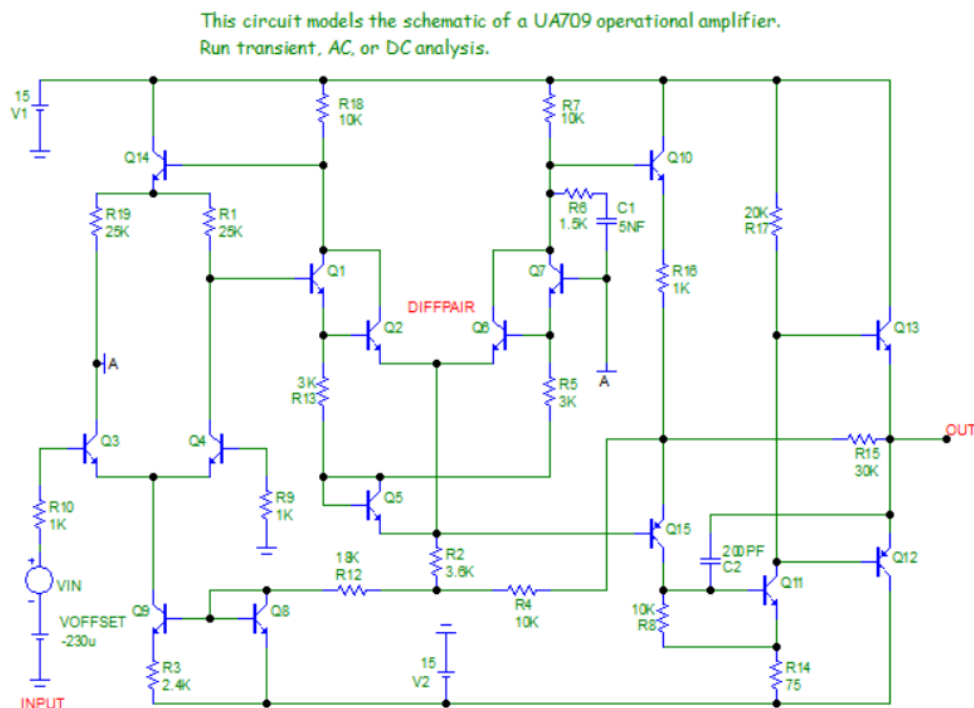 This circuit models the schematic of a UA709 operational amplifier.
Run transient, AC, or DC analysis.
15
V1
R18
10K
R7
10K
Q14
Q10
R19
25K
R1
25K
R6
1.5K
C1
5NF
20K
R17
Q1
Q7
R16
1K
DIFFPAIR
Q2
Q6
Q13
A
A
3K
R13
R5
3K
OUT
Q3
Q4
R15
30K
R10
1K
R9
1K
Q5
Q15
200PF
C2
Q12
18K
R12
R2
3.6K
Q11
+
VIN
-
R4
10K
10K
R8
Q9
Q8
VOFFSET
-230u
R3
2.4K
15
V2
R14
75
INPUT